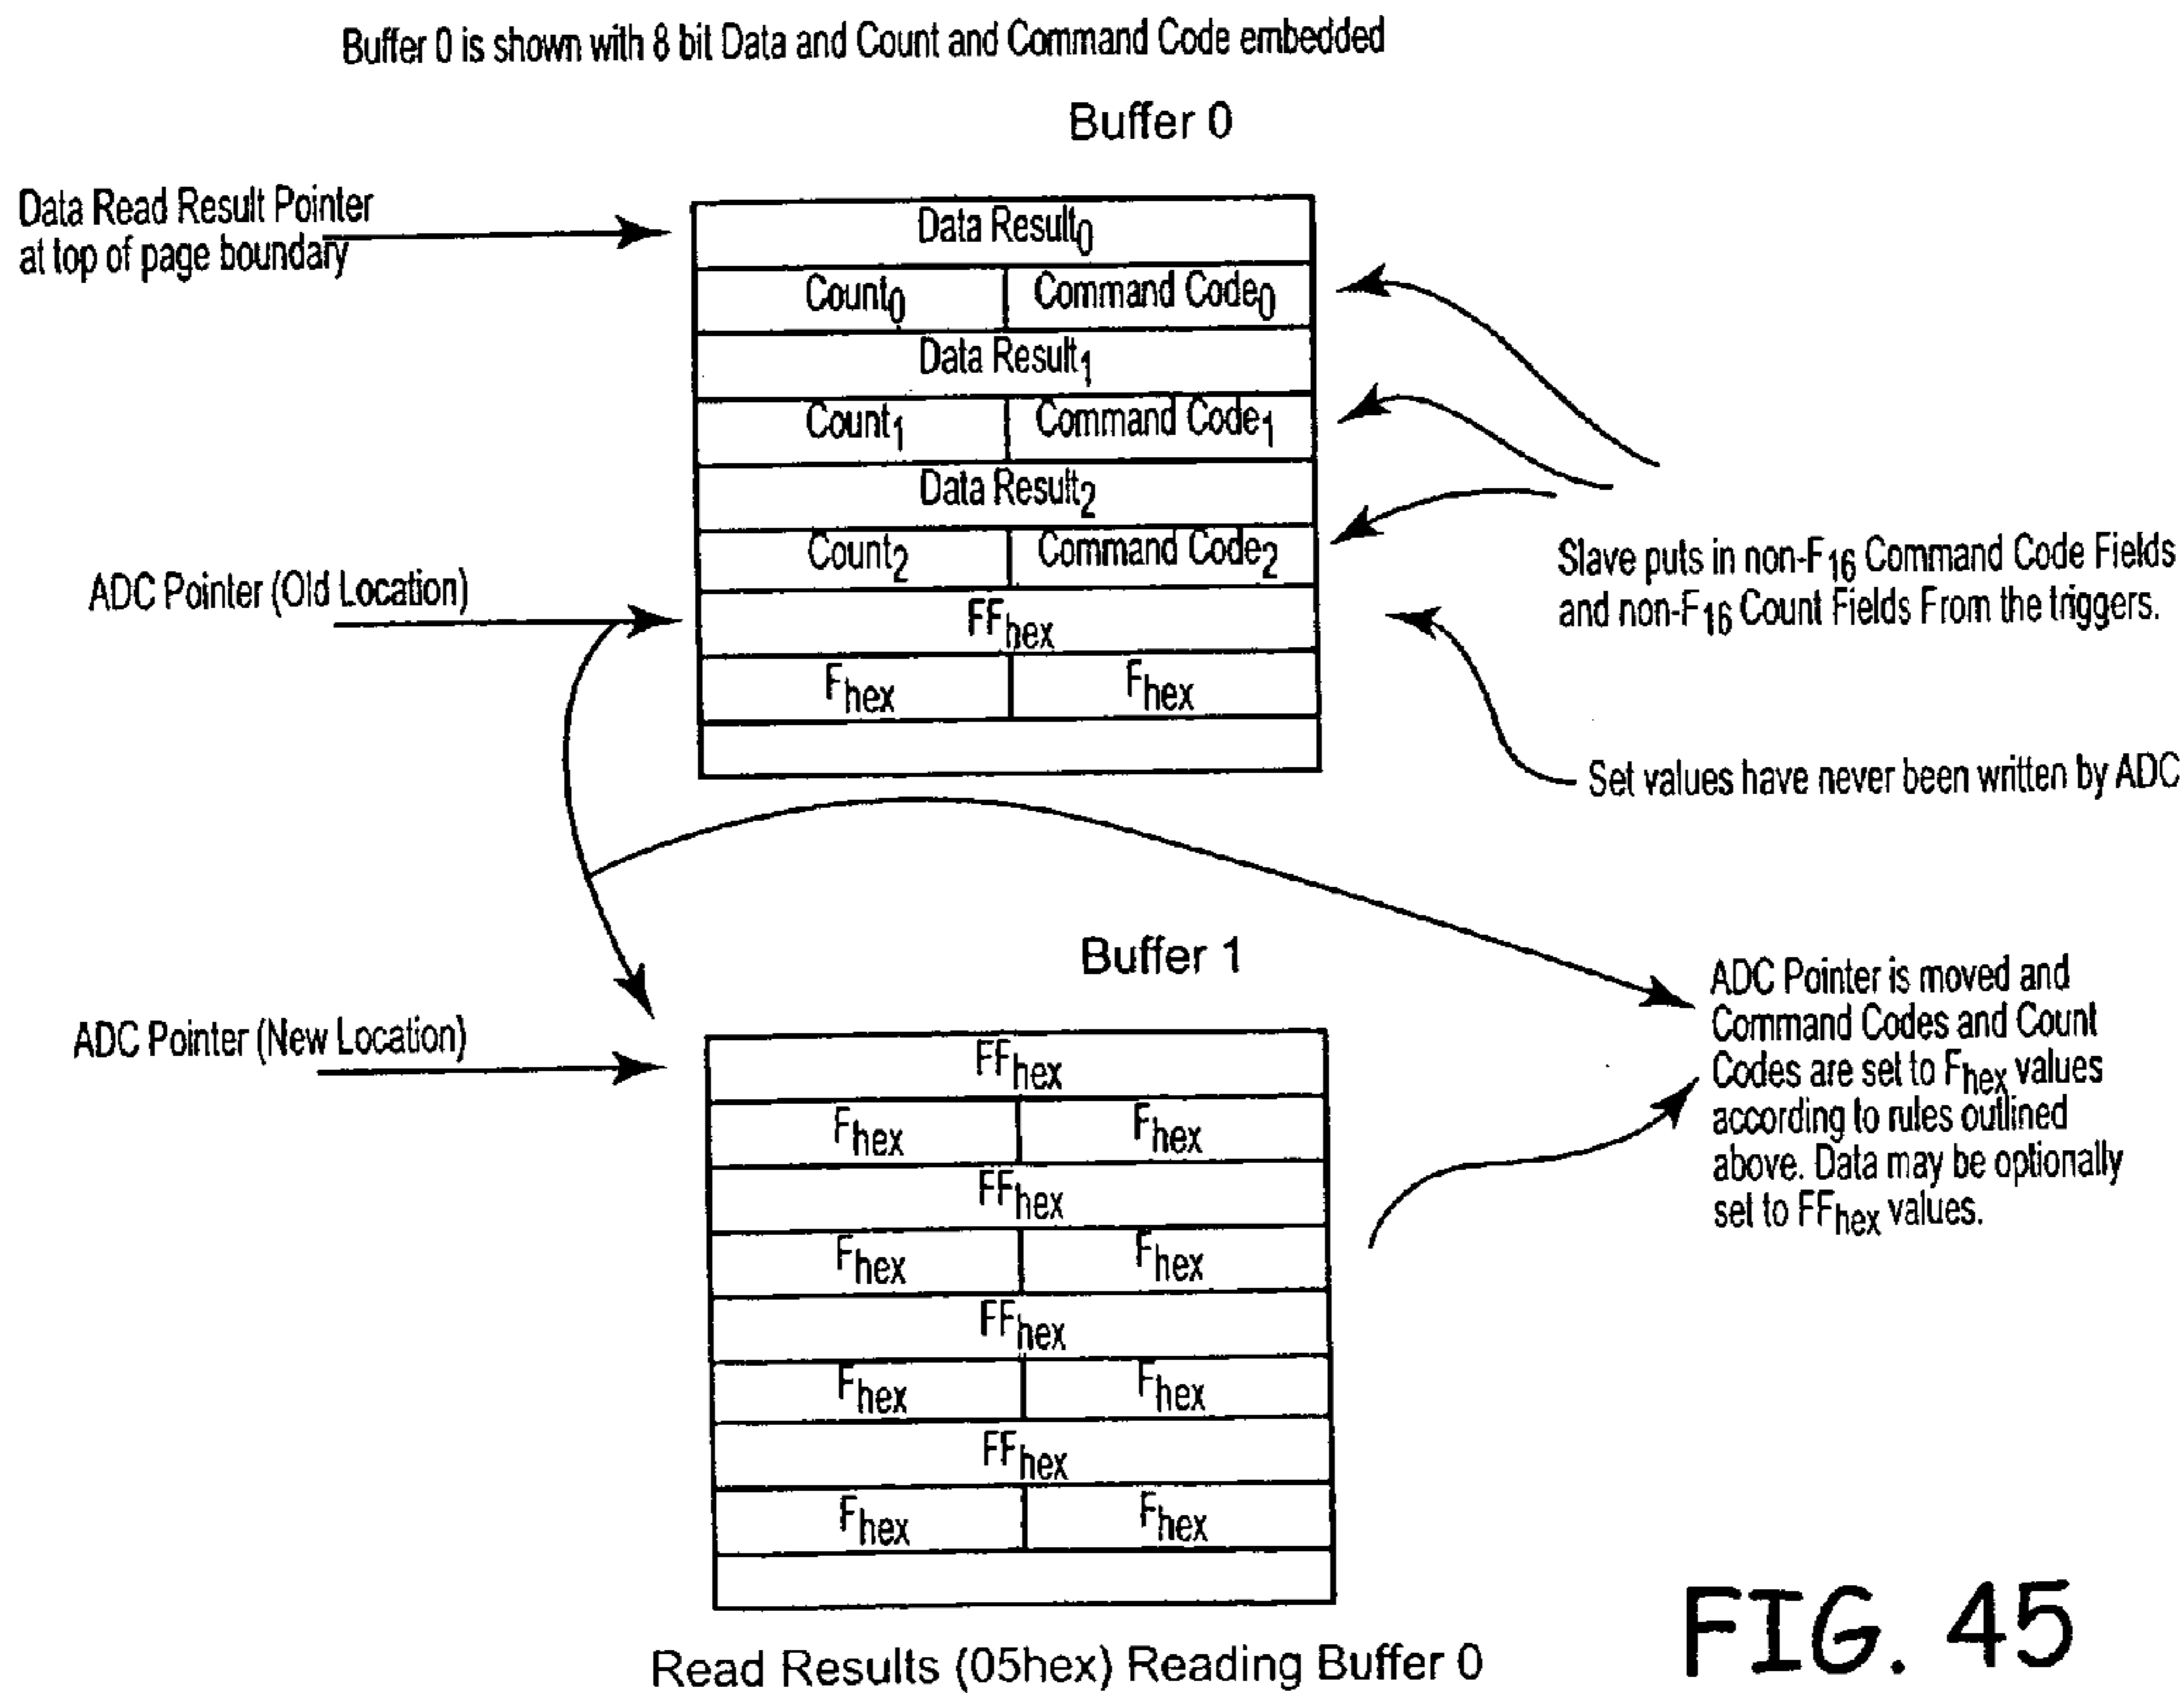 Buffer 0 is shown with 8 bit Data and Count and Command Code embedded
Buffer 0
Data Read Result Pointer
at top of page boundary
Data Result0
Count0 Command Code0
Data Result1
Count1 Command Code1
Data Result2
Count2 Command Code2
ADC Pointer (Old Location)
FFhex
Fhex Fhex
Slave puts in non-F16 Command Code Fields
and non-F16 Count Fields From the triggers.
Set values have never been written by ADC
Buffer 1
ADC Pointer (New Location)
FFhex
Fhex Fhex
FFhex
Fhex Fhex
FFhex
Fhex Fhex
FFhex
Fhex Fhex
ADC Pointer is moved and
Command Codes and Count
Codes are set to Fhex values
according to rules outlined
above. Data may be optionally
set to FFhex values.
Read Results (05hex) Reading Buffer 0
FIG. 45